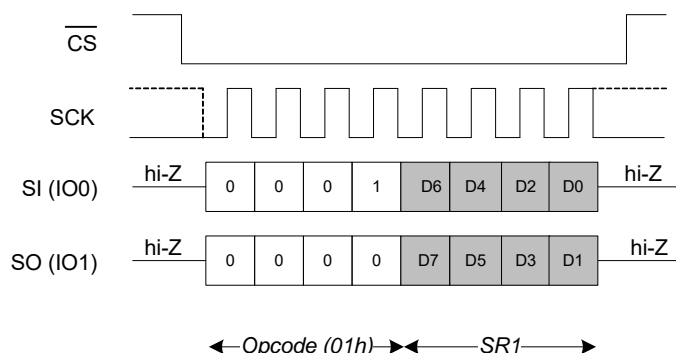 CS
SCK
hi-Z hi-Z
SI (IO0) 0 0 0 1 D6 D4 D2 D0
hi-Z hi-Z
SO (IO1) 0 0 0 0 D7 D5 D3 D1
Opcode (01h) SR1